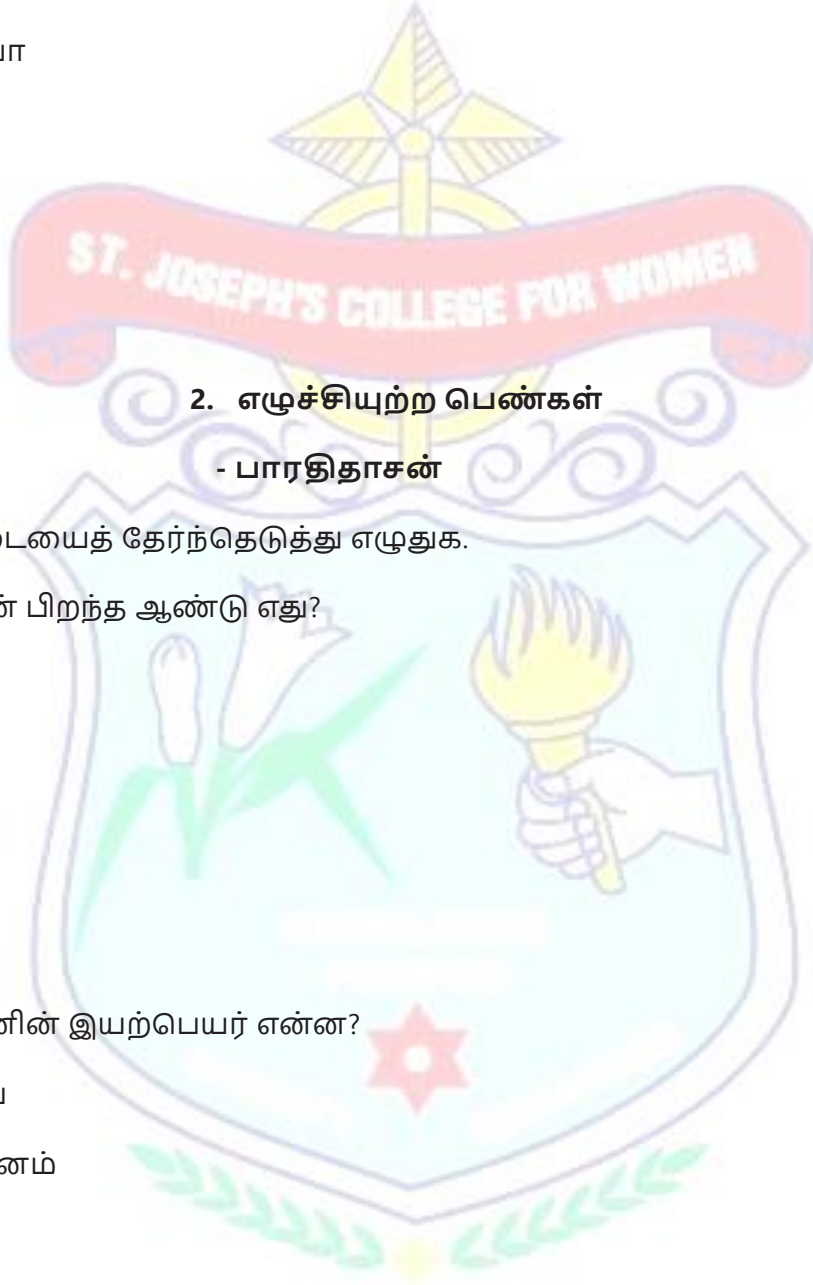 வா
ST. JOSEPH'S COLLEGE FOR WOMEN
2. எழுச்சியுற்ற பெண்கள்
- பாரதிதாசன்
டையைத் தேர்ந்தெடுத்து எழுதுக.
ன் பிறந்த ஆண்டு எது?
னின் இயற்பெயர் என்ன?
னம்